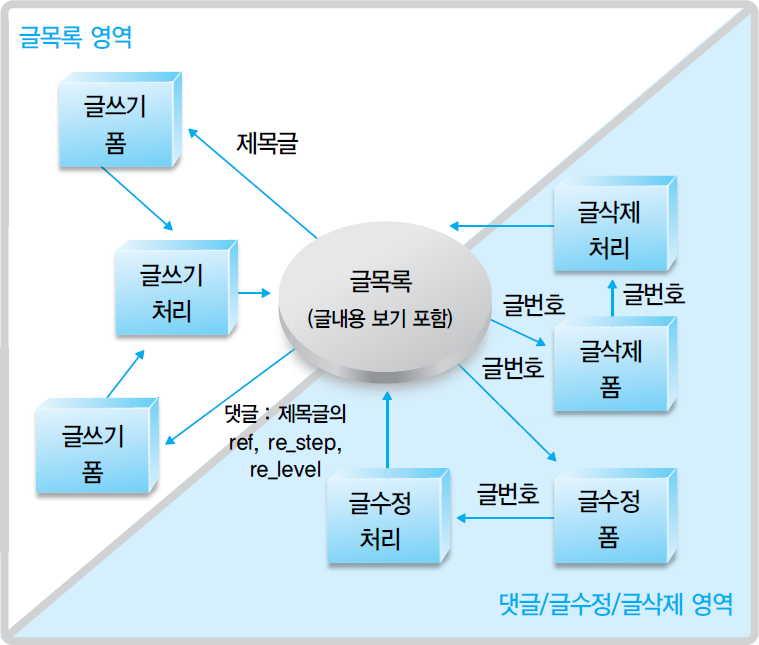 글목록 영역
글쓰기
폼
제목글
글삭제
처리
글쓰기
처리
글목록
(글내용 보기 포함)
글번호
글번호
글삭제
폼
글번호
글쓰기
폼
댓글 : 제목글의
ref, re_step,
re_level
글수정
처리
글번호
글수정
폼
댓글/글수정/글삭제 영역